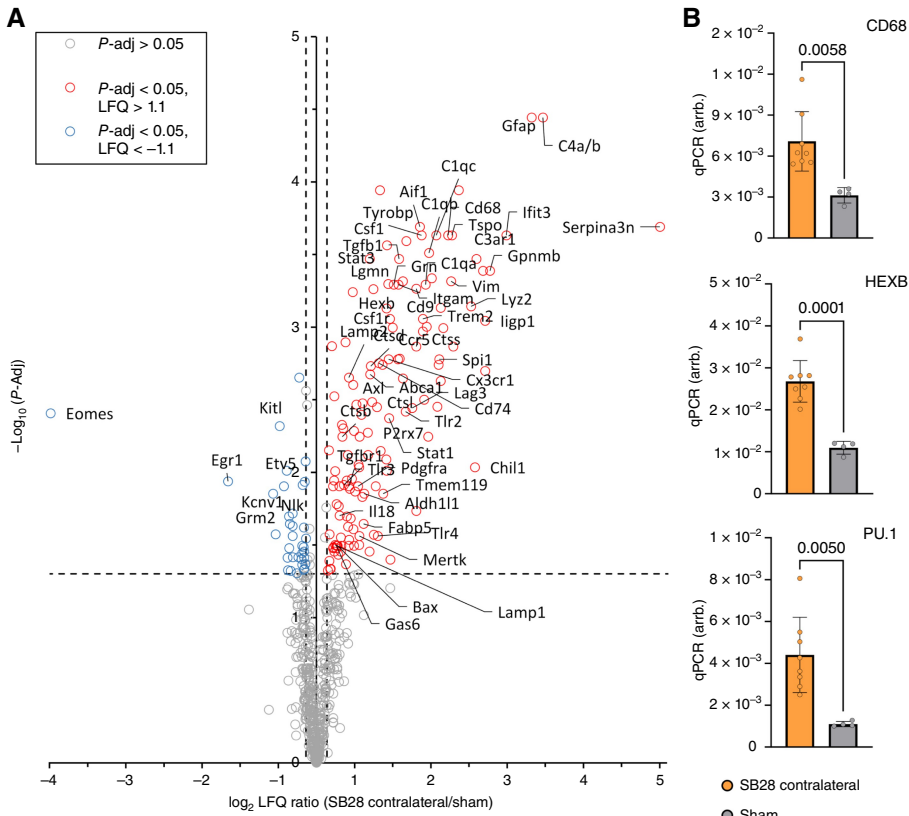 A
P-adj > 0.05
P-adj < 0.05,
LFQ > 1.1
P-adj < 0.05,
LFQ < −1.1
−Log10 (P-Adj)
5
4
3
2
1
0
−4
−3
−2
−1
1
2
3
4
5
log2 LFQ ratio (SB28 contralateral/sham)
Gfap
C4a/b
C1qc
Aif1
C1qb
Cd68
Tyrobp
Ifit3
Csf1
Tspo
Serpina3n
Tgfb1
C3ar1
Stat3
Gpnmb
Lgmn
Grn
C1qa
Vim
Hexb
Itgam
Lyz2
Cd9
Csf1r
Trem2
Iigp1
Lamp2
Ctsd
Ccr5
Ctss
Spi1
Cx3cr1
Axl
Abca1
Lag3
Cd74
Ctsb
Ctsl
Tlr2
P2rx7
Stat1
Tgfbr1
Tlr3
Pdgfra
Chil1
Tmem119
Aldh1l1
Il18
Fabp5
Tlr4
Mertk
Lamp1
Bax
Gas6
Eomes
Kitl
Egr1
Etv5
Kcnv1
Nlk
Grm2
B
CD68
0.0058
qPCR (arrb.)
2 × 10−2
1 × 10−2
9 × 10−3
6 × 10−3
3 × 10−3
0
HEXB
0.0001
qPCR (arrb.)
5 × 10−2
4 × 10−2
3 × 10−2
2 × 10−2
1 × 10−2
0
PU.1
0.0050
qPCR (arrb.)
1 × 10−2
8 × 10−3
6 × 10−3
4 × 10−3
2 × 10−3
0
SB28 contralateral
Sham